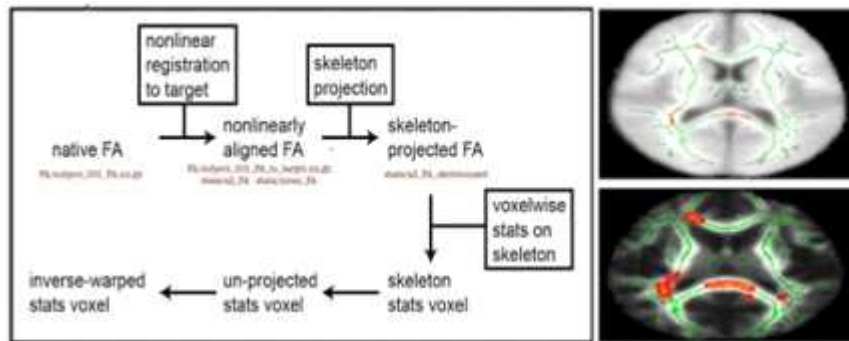 nonlinear
registration
to target
skeleton
projection
native FA
nonlinearly
aligned FA
skeleton-
projected FA
voxelwise
stats on
skeleton
inverse-warped
stats voxel
un-projected
stats voxel
skeleton
stats voxel